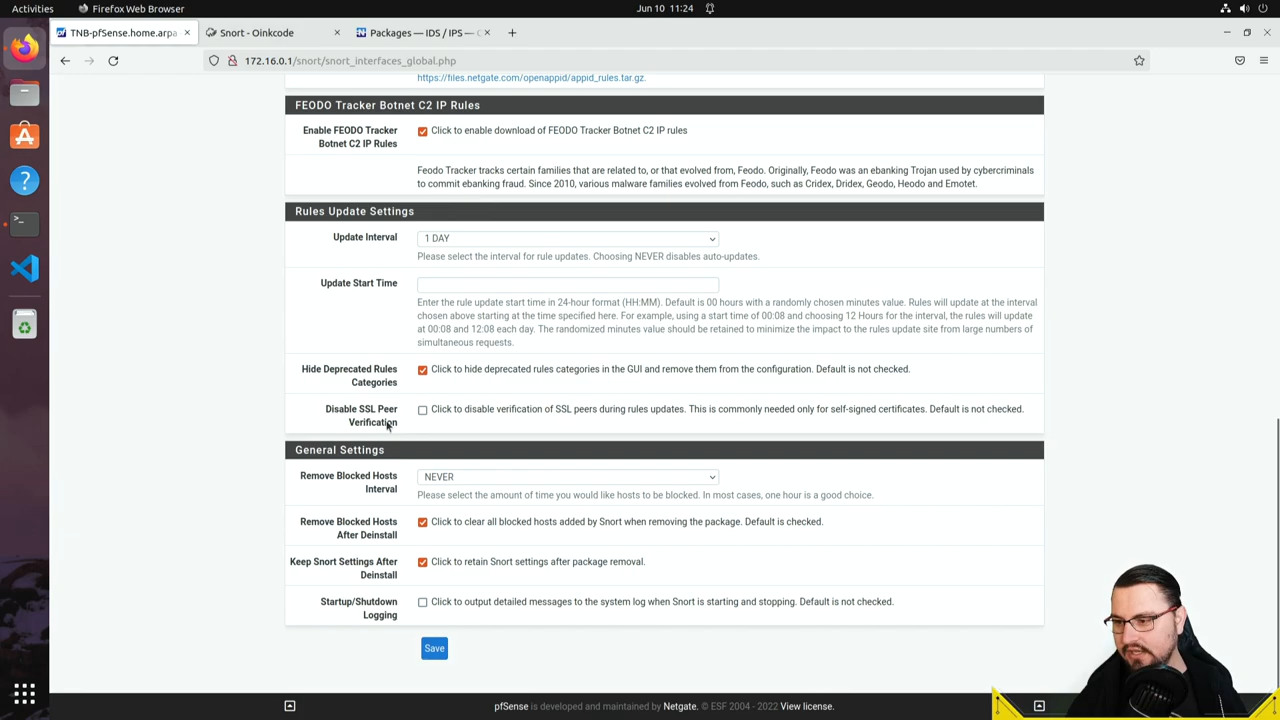 Activities
Firefox Web Browser
Jun 10 11:24
TNB-pfSense.home.arpa
Snort - Oinkcode
Packages — IDS / IPS —
172.16.0.1/snort/snort_interfaces_global.php
https://files.netgate.com/openappid/appid_rules.tar.gz.
FEODO Tracker Botnet C2 IP Rules
Enable FEODO Tracker
Botnet C2 IP Rules
Click to enable download of FEODO Tracker Botnet C2 IP rules
Feodo Tracker tracks certain families that are related to, or that evolved from, Feodo. Originally, Feodo was an ebanking Trojan used by cybercriminals
to commit ebanking fraud. Since 2010, various malware families evolved from Feodo, such as Cridex, Dridex, Geodo, Heodo and Emotet.
Rules Update Settings
Update Interval
1 DAY
Please select the interval for rule updates. Choosing NEVER disables auto-updates.
Update Start Time
Enter the rule update start time in 24-hour format (HH:MM). Default is 00 hours with a randomly chosen minutes value. Rules will update at the interval
chosen above starting at the time specified here. For example, using a start time of 00:08 and choosing 12 Hours for the interval, the rules will update
at 00:08 and 12:08 each day. The randomized minutes value should be retained to minimize the impact to the rules update site from large numbers of
simultaneous requests.
Hide Deprecated Rules
Categories
Click to hide deprecated rules categories in the GUI and remove them from the configuration. Default is not checked.
Disable SSL Peer
Verification
Click to disable verification of SSL peers during rules updates. This is commonly needed only for self-signed certificates. Default is not checked.
General Settings
Remove Blocked Hosts
Interval
NEVER
Please select the amount of time you would like hosts to be blocked. In most cases, one hour is a good choice.
Remove Blocked Hosts
After Deinstall
Click to clear all blocked hosts added by Snort when removing the package. Default is checked.
Keep Snort Settings After
Deinstall
Click to retain Snort settings after package removal.
Startup/Shutdown
Logging
Click to output detailed messages to the system log when Snort is starting and stopping. Default is not checked.
Save
pfSense is developed and maintained by Netgate. © ESF 2004 - 2022 View license.